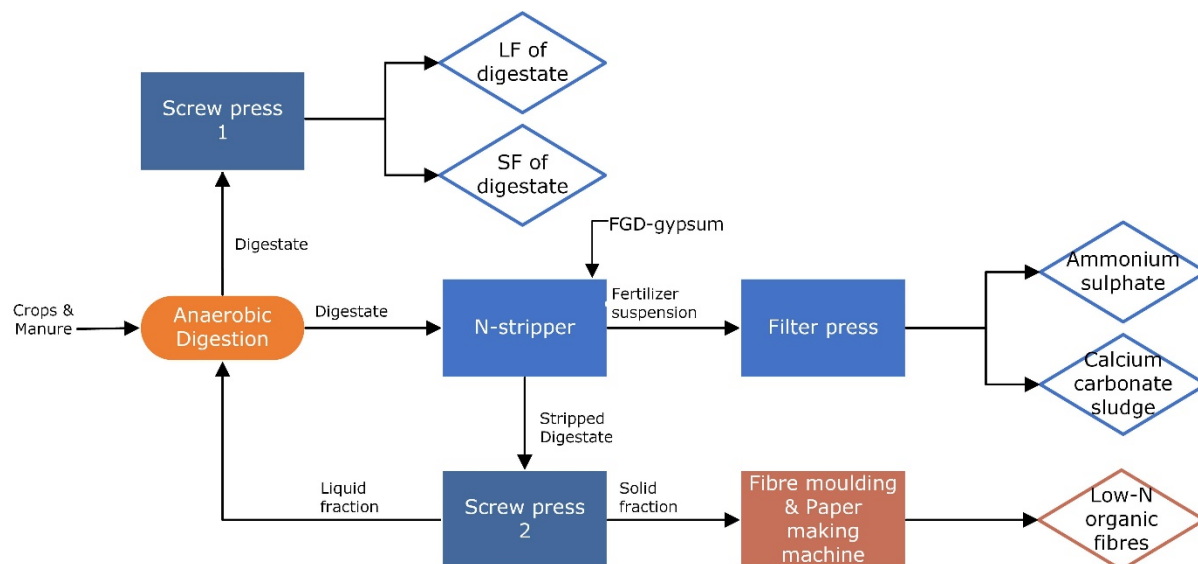 LF of
digestate
Screw press
1
SF of
digestate
FGD-gypsum
Digestate
Ammonium
sulphate
Crops &
Manure
Anaerobic
Digestion
Digestate
N-stripper
Fertilizer
suspension
Filter press
Calcium
carbonate
sludge
Stripped
Digestate
Liquid
fraction
Screw press
2
Solid
fraction
Fibre moulding
& Paper
making
machine
Low-N
organic
fibres